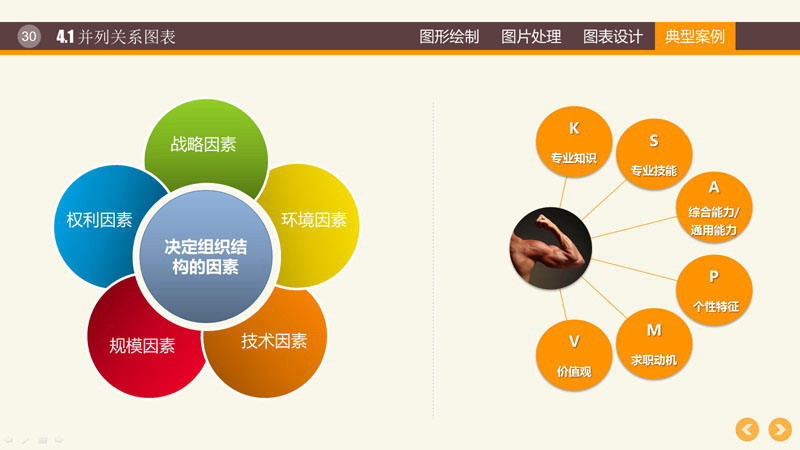 30
4.1 并列关系图表
图形绘制
图片处理
图表设计
典型案例
战略因素
权利因素
环境因素
决定组织结
构的因素
规模因素
技术因素
K
专业知识
S
专业技能
A
综合能力/
通用能力
P
个性特征
M
求职动机
V
价值观